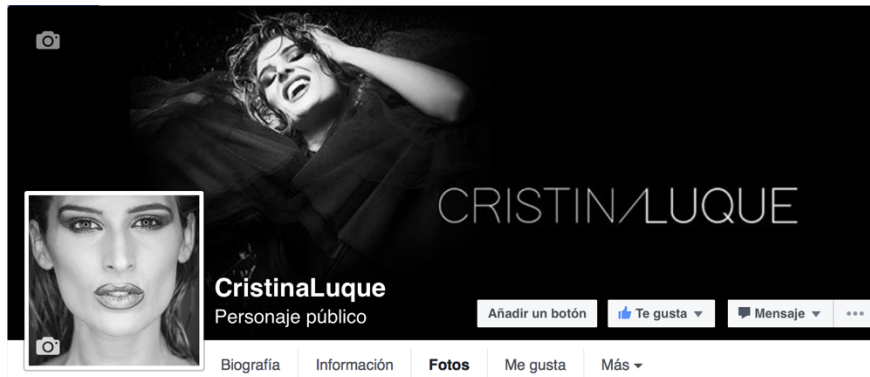 CRISTINALUQUE
CristinaLuque
Personaje público
Añadir un botón Te gusta Mensaje
Biografía Información Fotos Me gusta Más